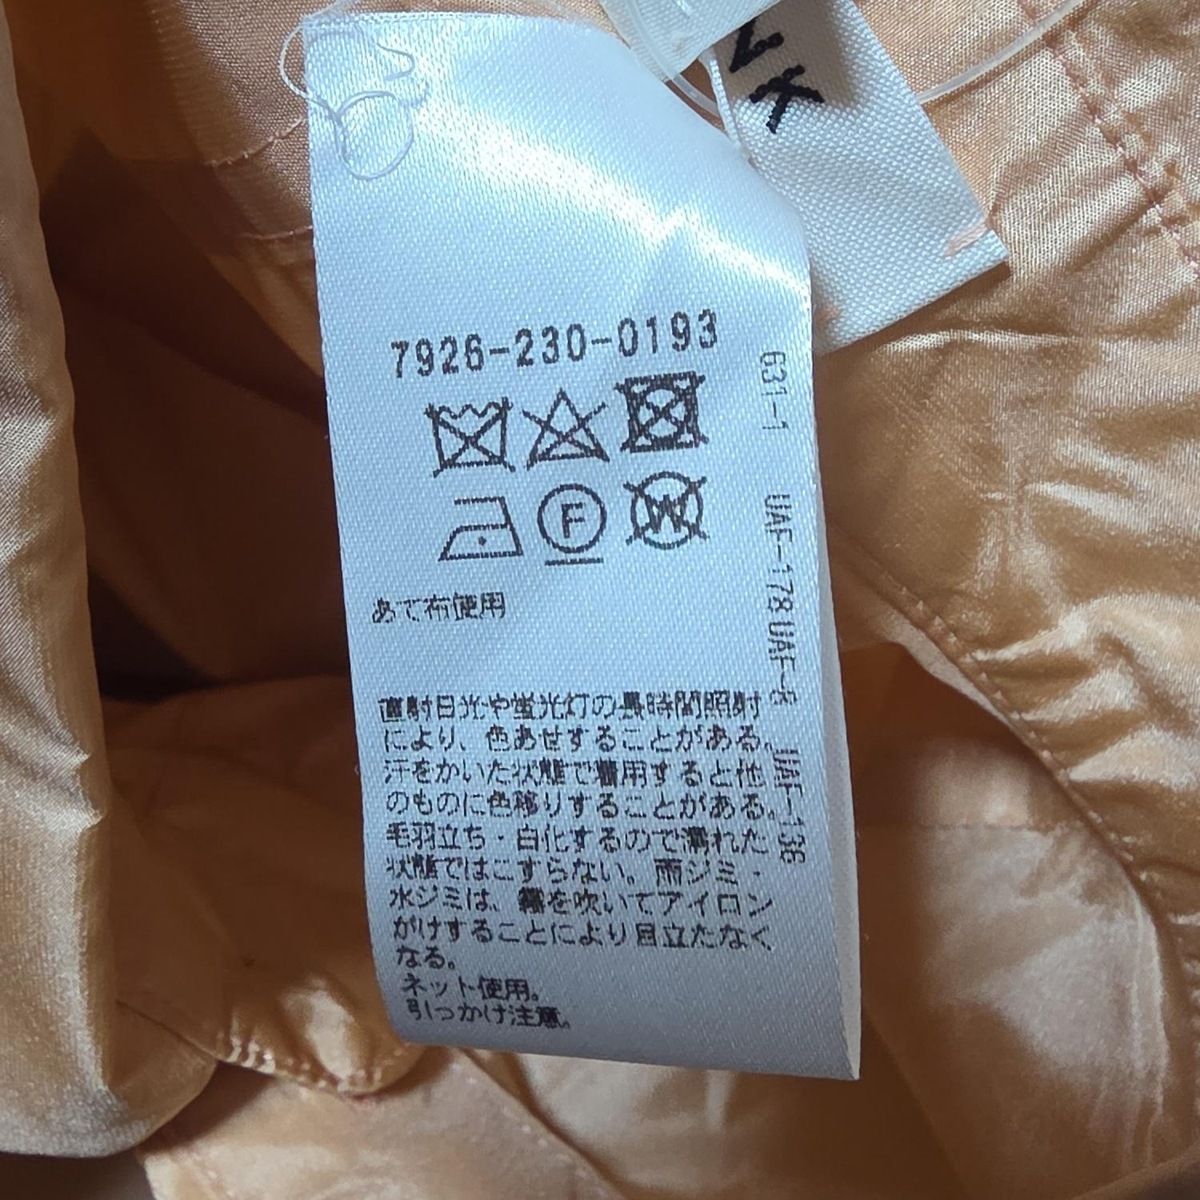 7926-230-0193
F
W
あて布使用
直射日光や蛍光灯の長時間照射
により、色あせすることがある。
汗をかいた状態で着用すると他
のものに色移りすることがある。
毛羽立ち・白化するので濡れた
状態ではこすらない。雨ジミ・
水ジミは、霧を吹いてアイロン
がけすることにより目立たなく
なる。
ネット使用。
引っかけ注意。
631-1 UAF-178 UAF-6 UAF-136